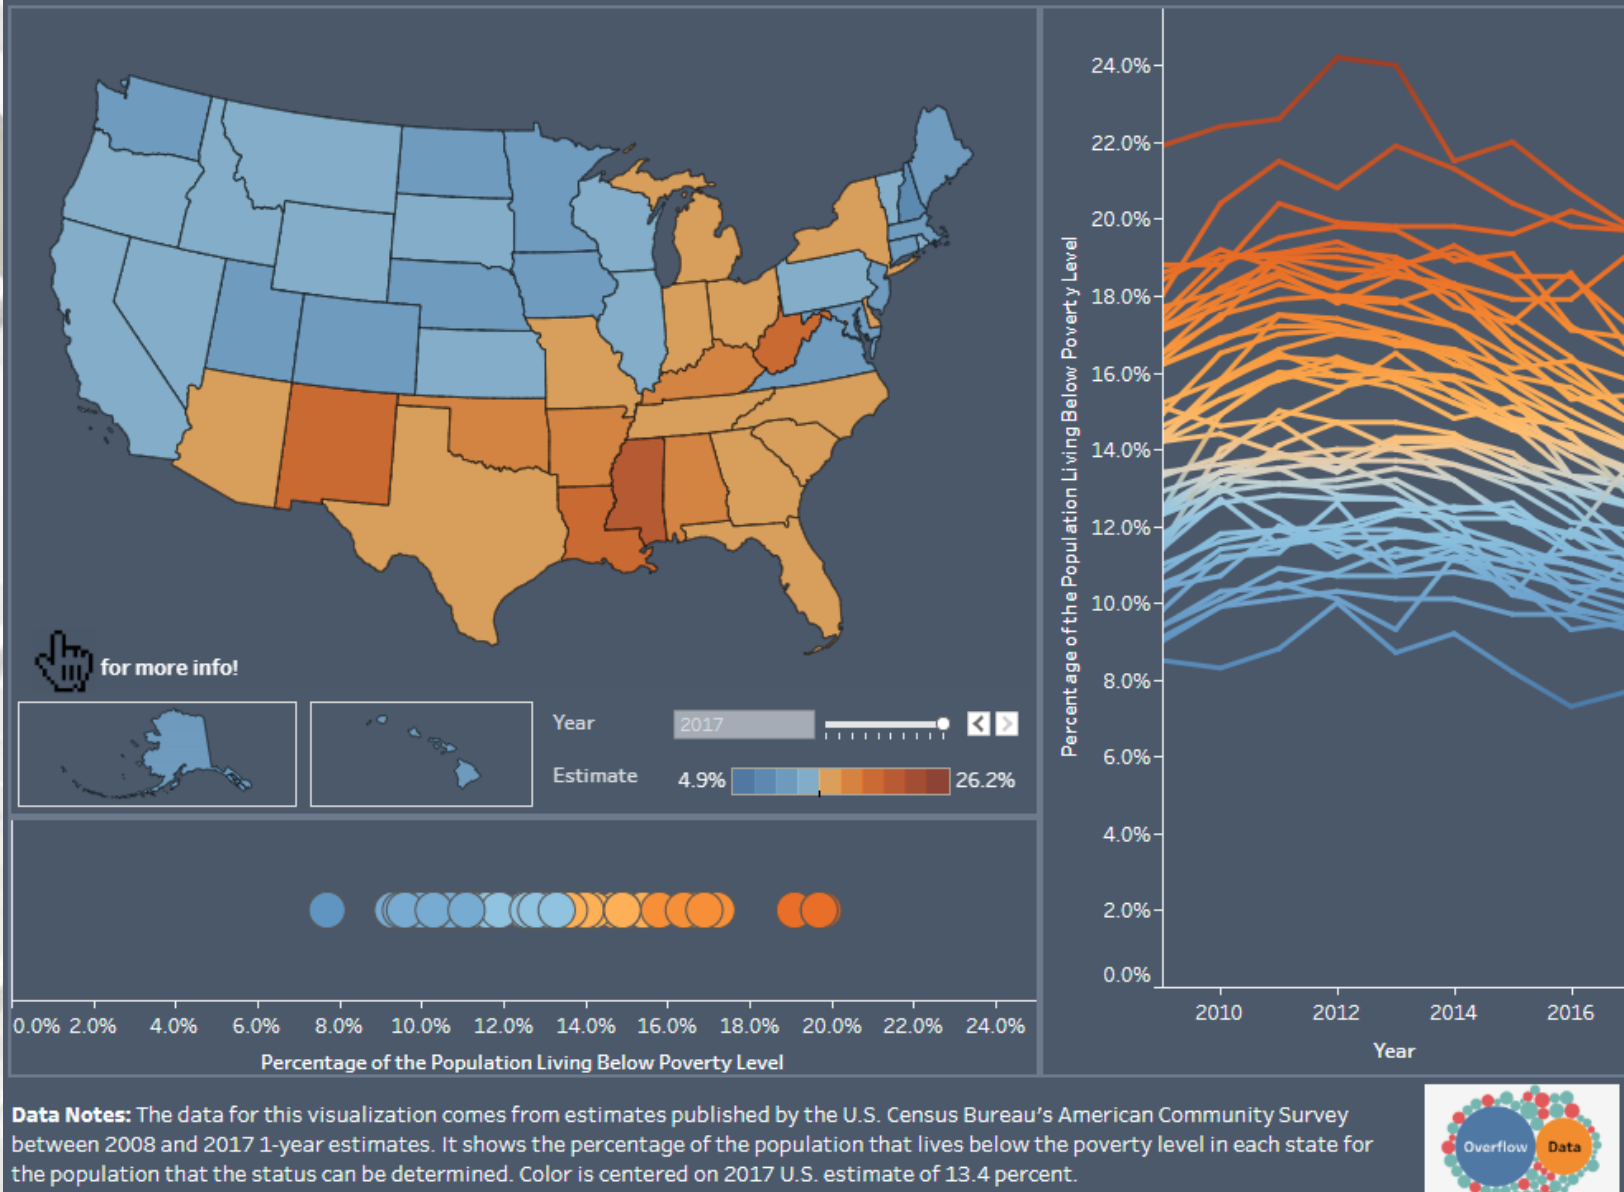 for more info!
Year
2017
Estimate
4.9%
26.2%
0.0% 2.0% 4.0% 6.0% 8.0% 10.0% 12.0% 14.0% 16.0% 18.0% 20.0% 22.0% 24.0%
Percentage of the Population Living Below Poverty Level
24.0%
22.0%
20.0%
18.0%
16.0%
14.0%
12.0%
10.0%
8.0%
6.0%
4.0%
2.0%
0.0%
Percentage of the Population Living Below Poverty Level
2010 2012 2014 2016
Year
Data Notes: The data for this visualization comes from estimates published by the U.S. Census Bureau's American Community Survey
between 2008 and 2017 1-year estimates. It shows the percentage of the population that lives below the poverty level in each state for
the population that the status can be determined. Color is centered on 2017 U.S. estimate of 13.4 percent.
Overflow Data